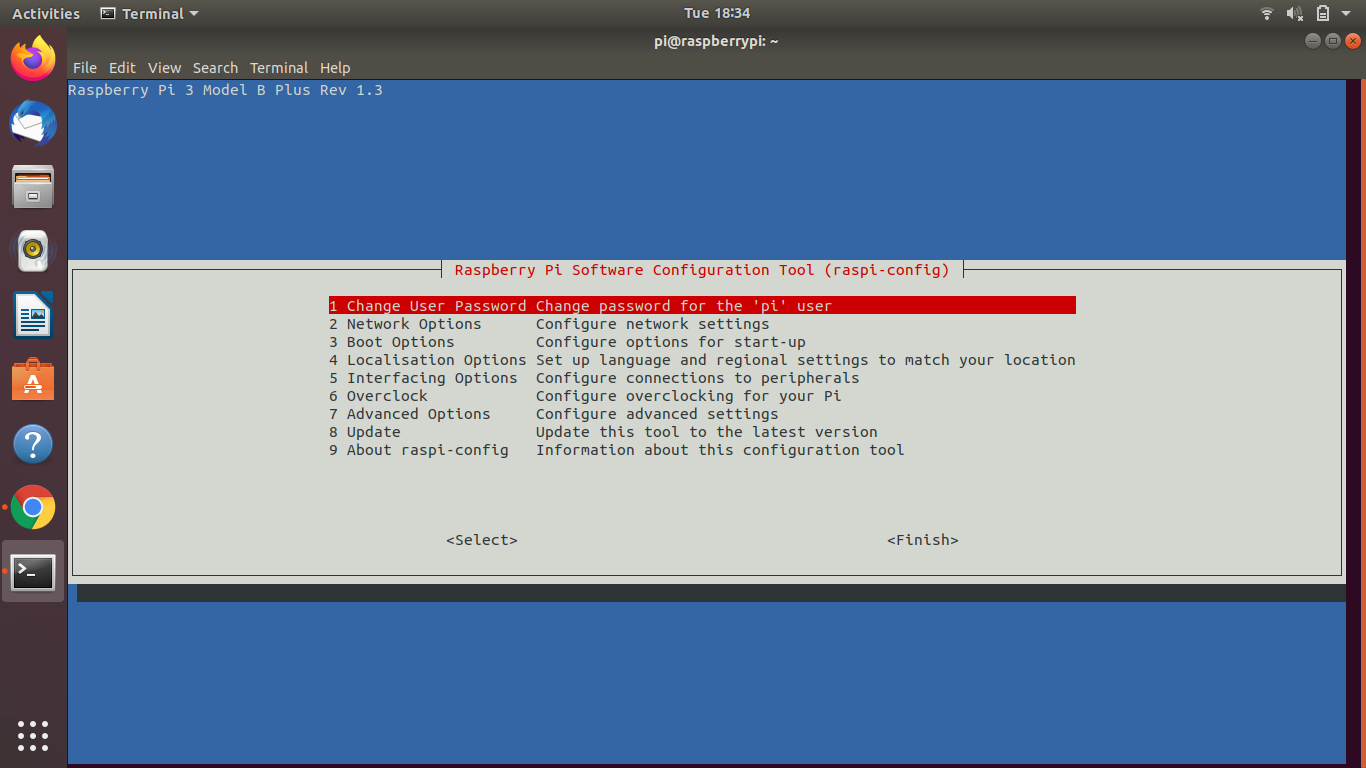 Activities Terminal Tue 18:34
pi@raspberrypi: ~
File Edit View Search Terminal Help
Raspberry Pi 3 Model B Plus Rev 1.3
Raspberry Pi Software Configuration Tool (raspi-config)
1 Change User Password Change password for the 'pi' user
2 Network Options Configure network settings
3 Boot Options Configure options for start-up
4 Localisation Options Set up language and regional settings to match your location
5 Interfacing Options Configure connections to peripherals
6 Overclock Configure overclocking for your Pi
7 Advanced Options Configure advanced settings
8 Update Update this tool to the latest version
9 About raspi-config Information about this configuration tool
<Select> <Finish>